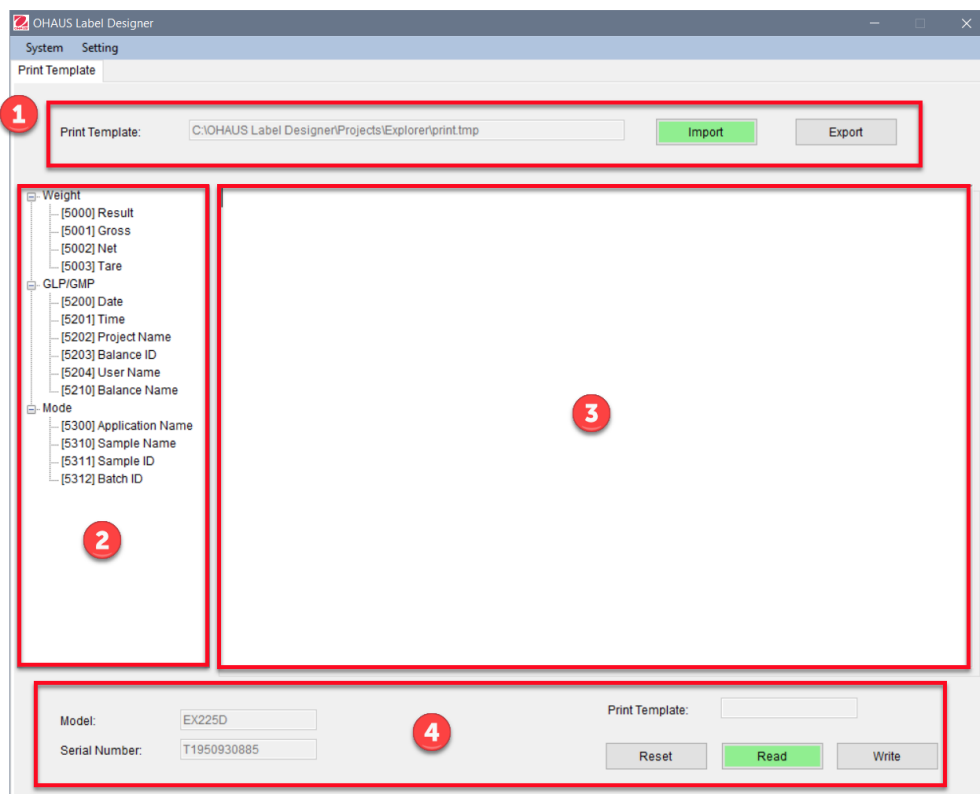 OHAUS Label Designer
System Setting
Print Template
1
Print Template: C:\OHAUS Label Designer\Projects\Explorer\print.tmp Import Export
Weight
[5000] Result
[5001] Gross
[5002] Net
[5003] Tare
GLP/GMP
[5200] Date
[5201] Time
[5202] Project Name
[5203] Balance ID
[5204] User Name
[5210] Balance Name
Mode
[5300] Application Name
[5310] Sample Name
[5311] Sample ID
[5312] Batch ID
2
3
Model: EX225D
Serial Number: T1950930885
4
Print Template:
Reset Read Write